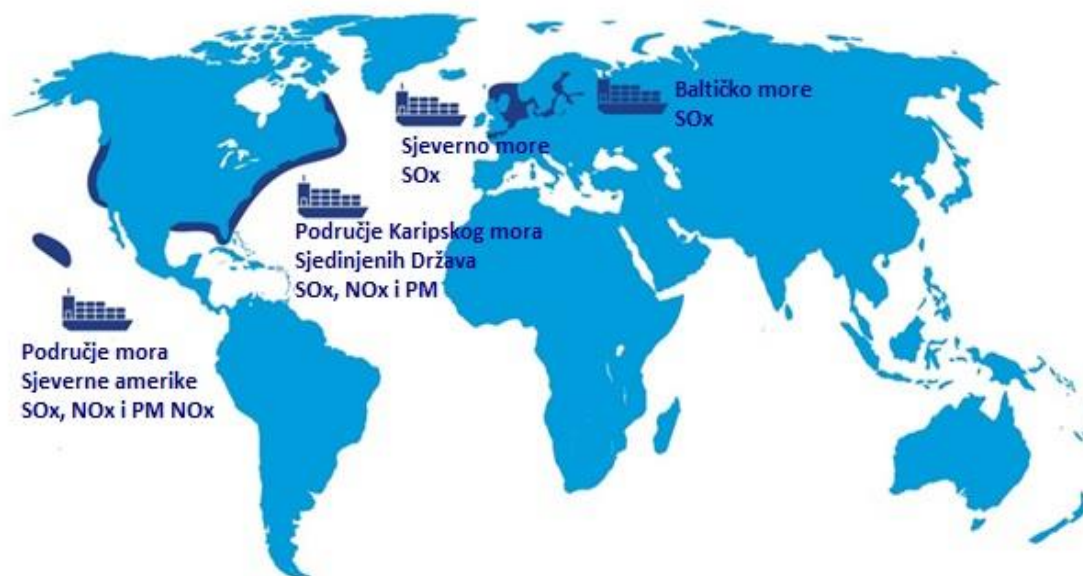 Baltičko more
SOx
Sjeverno more
SOx
Područje Karipskog mora
Sjedinjenih Država
SOx, NOx i PM
Područje mora
Sjeverne amerike
SOx, NOx i PM NOx